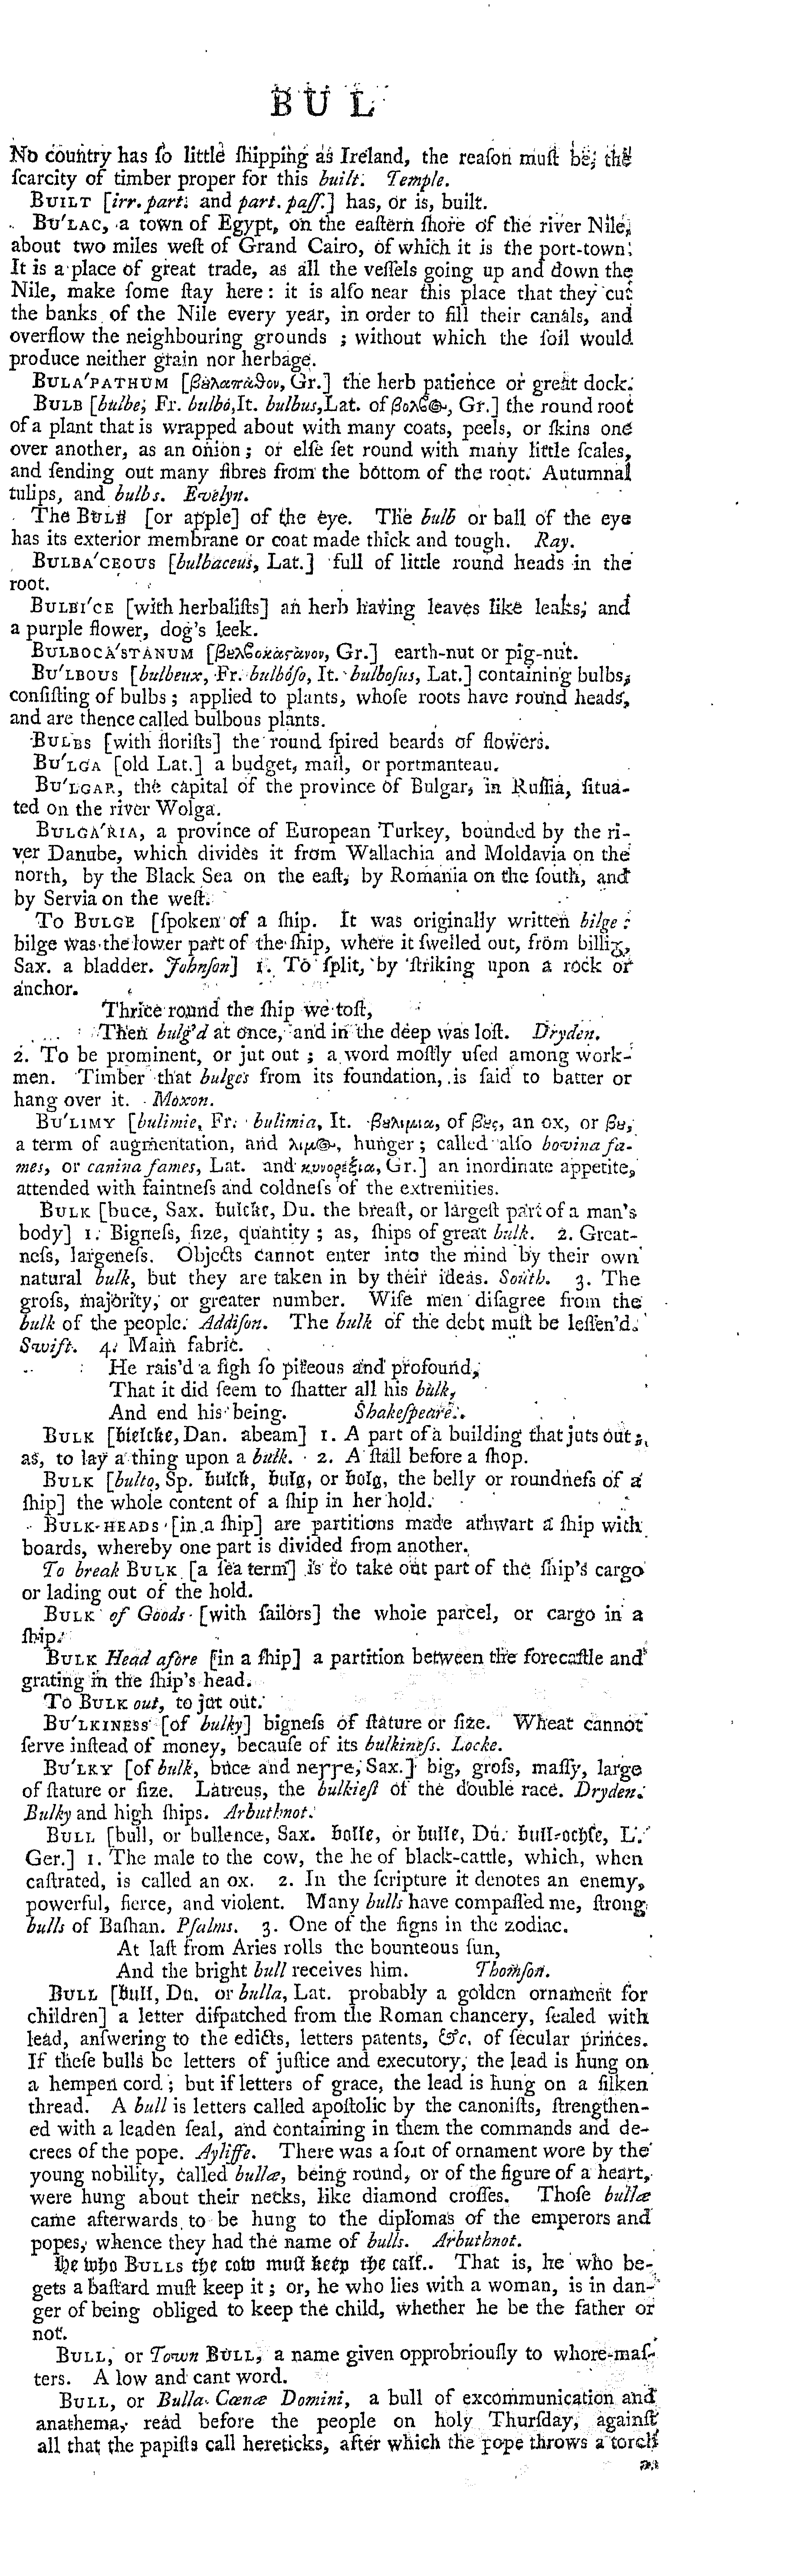 BUL
No country has ſo little ſhipping as Ireland, the reaſon muſt be, the
ſcarcity of timber proper for this built. Temple.
BUILT [irr. part. and part. paſſ.] has, or is, built.
BU'LAC, a town of Egypt, on the eaſtern ſhore of the river Nile,
about two miles weſt of Grand Cairo, of which it is the port-town.
It is a place of great trade, as all the veſſels going up and down the
Nile, make ſome ſtay here: it is alſo near this place that they cut
the banks of the Nile every year, in order to fill their canals, and
overflow the neighbouring grounds ; without which the ſoil would
produce neither grain nor herbage.
BULA'PATHUM [βȣλαπαθον, Gr.] the herb patience or great dock.
BULB [bulbe, Fr. bulbo, It. bulbus, Lat. of βολβ@-, Gr.] the round root
of a plant that is wrapped about with many coats, peels, or ſkins one
over another, as an onion ; or elſe ſet round with many little ſcales,
and ſending out many fibres from the bottom of the root. Autumnal
tulips, and bulbs. Evelyn.
The BULB [or apple] of the eye. The bulb or ball of the eye
has its exterior membrane or coat made thick and tough. Ray.
BULBA'CEOUS [bulbaceus, Lat.] full of little round heads in the
root.
BULBI'CE [with herbaliſts] an herb having leaves like leaks, and
a purple flower, dog's leek.
BULBOCA'STANUM [βȣλβοκάϛανον, Gr.] earth-nut or pig-nut.
BU'LBOUS [bulbeux, Fr. bulbóſo, It. bulboſus, Lat.] containing bulbs,
conſiſting of bulbs ; applied to plants, whoſe roots have round heads,
and are thence called bulbous plants.
BULBS [with floriſts] the round ſpired beards of flowers.
BU'LGA [old Lat.] a budget, mail, or portmanteau.
BU'LGAR, the capital of the province of Bulgar, in Ruſſia, ſitua-
ted on the river Wolga.
BULGA'RIA, a province of European Turkey, bounded by the ri-
ver Danube, which divides it from Wallachia and Moldavia on the
north, by the Black Sea on the eaſt, by Romania on the ſouth, and
by Servia on the weſt.
To BULGE [ſpoken of a ſhip. It was originally written bilge :
bilge was the lower part of the ſhip, where it ſwelled out, from biliᵹ,
Sax. a bladder. Johnſon] 1. To ſplit, by ſtriking upon a rock or
anchor.
Thrice round the ſhip we toſt,
Then bulg'd at once, and in the deep was loſt. Dryden.
2. To be prominent, or jut out ; a word moſtly uſed among work-
men. Timber that bulges from its foundation, is ſaid to batter or
hang over it. Moxon.
BU'LIMY [bulimie, Fr. bulimia, It. βȣλιμια, of βȣς, an ox, or βȣ,
a term of augmentation, and λιμ@-, hunger ; called alſo bovina fa-
mes, or canina fames, Lat. and κυνορέξια, Gr.] an inordinate appetite,
attended with faintneſs and coldneſs of the extremities.
BULK [buce, Sax. bulcke, Du. the breaſt, or largeſt part of a man's
body] 1. Bigneſs, ſize, quantity ; as, ſhips of great bulk. 2. Great-
neſs, largeneſs. Objects cannot enter into the mind by their own
natural bulk, but they are taken in by their ideas. South. 3. The
groſs, majority, or greater number. Wiſe men diſagree from the
bulk of the people. Addiſon. The bulk of the debt muſt be leſſen'd.
Swift. 4. Main fabric.
He rais'd a ſigh ſo piteous and profound,
That it did ſeem to ſhatter all his bulk,
And end his being. Shakeſpeare.
BULK [bielcke, Dan. abeam] 1. A part of a building that juts out ;
as, to lay a thing upon a bulk. 2. A ſtall before a ſhop.
BULK [bulto, Sp. bulck, bulg, or bolg, the belly or roundneſs of a
ſhip] the whole content of a ſhip in her hold.
BULK-HEADS [in a ſhip] are partitions made athwart a ſhip with
boards, whereby one part is divided from another.
To break BULK [a ſea term] is to take out part of the ſhip's cargo
or lading out of the hold.
BULK of Goods [with ſailors] the whole parcel, or cargo in a
ſhip.
BULK Head afore [in a ſhip] a partition between the forecaſtle and
grating in the ſhip's head.
To BULK out, to jut out.
BU'LKINESS [of bulky] bigneſs of ſtature or ſize. Wheat cannot
ſerve inſtead of money, becauſe of its bulkineſs. Locke.
BU'LKY [of bulk, buce and neꞅꞅe, Sax.] big, groſs, maſſy, large
of ſtature or ſize. Latreus, the bulkieſt of the double race. Dryden.
Bulky and high ſhips. Arbuthnot.
BULL [bull, or bullence, Sax. bolle, or bulle, Du. bull-ochſe, L.
Ger.] 1. The male to the cow, the he of black-cattle, which, when
caſtrated, is called an ox. 2. In the ſcripture it denotes an enemy,
powerful, fierce, and violent. Many bulls have compaſſed me, ſtrong
bulls of Baſhan. Pſalms. 3. One of the ſigns in the zodiac.
At laſt from Aries rolls the bounteous ſun,
And the bright bull receives him. Thomſon.
BULL [bull, Du. or bulla, Lat. probably a golden ornament for
children] a letter diſpatched from the Roman chancery, ſealed with
lead, anſwering to the edicts, letters patents, &c. of ſecular princes.
If theſe bulls be letters of juſtice and executory, the lead is hung on
a hempen cord ; but if letters of grace, the lead is hung on a ſilken
thread. A bull is letters called apoſtolic by the canoniſts, ſtrengthen-
ed with a leaden ſeal, and containing in them the commands and de-
crees of the pope. Ayliffe. There was a ſort of ornament wore by the
young nobility, called bullæ, being round, or of the figure of a heart,
were hung about their necks, like diamond croſſes. Thoſe bullæ
came afterwards to be hung to the diplomas of the emperors and
popes, whence they had the name of bulls. Arbuthnot.
He who BULLS the cow muſt keep the calf. That is, he who be-
gets a baſtard muſt keep it ; or, he who lies with a woman, is in dan-
ger of being obliged to keep the child, whether he be the father or
not.
BULL, or Town BULL, a name given opprobriouſly to whore-maſ-
ters. A low and cant word.
BULL, or Bulla Cœnæ Domini, a bull of excommunication and
anathema, read before the people on holy Thurſday, againſt
all that the papiſts call hereticks, after which the pope throws a torch
as